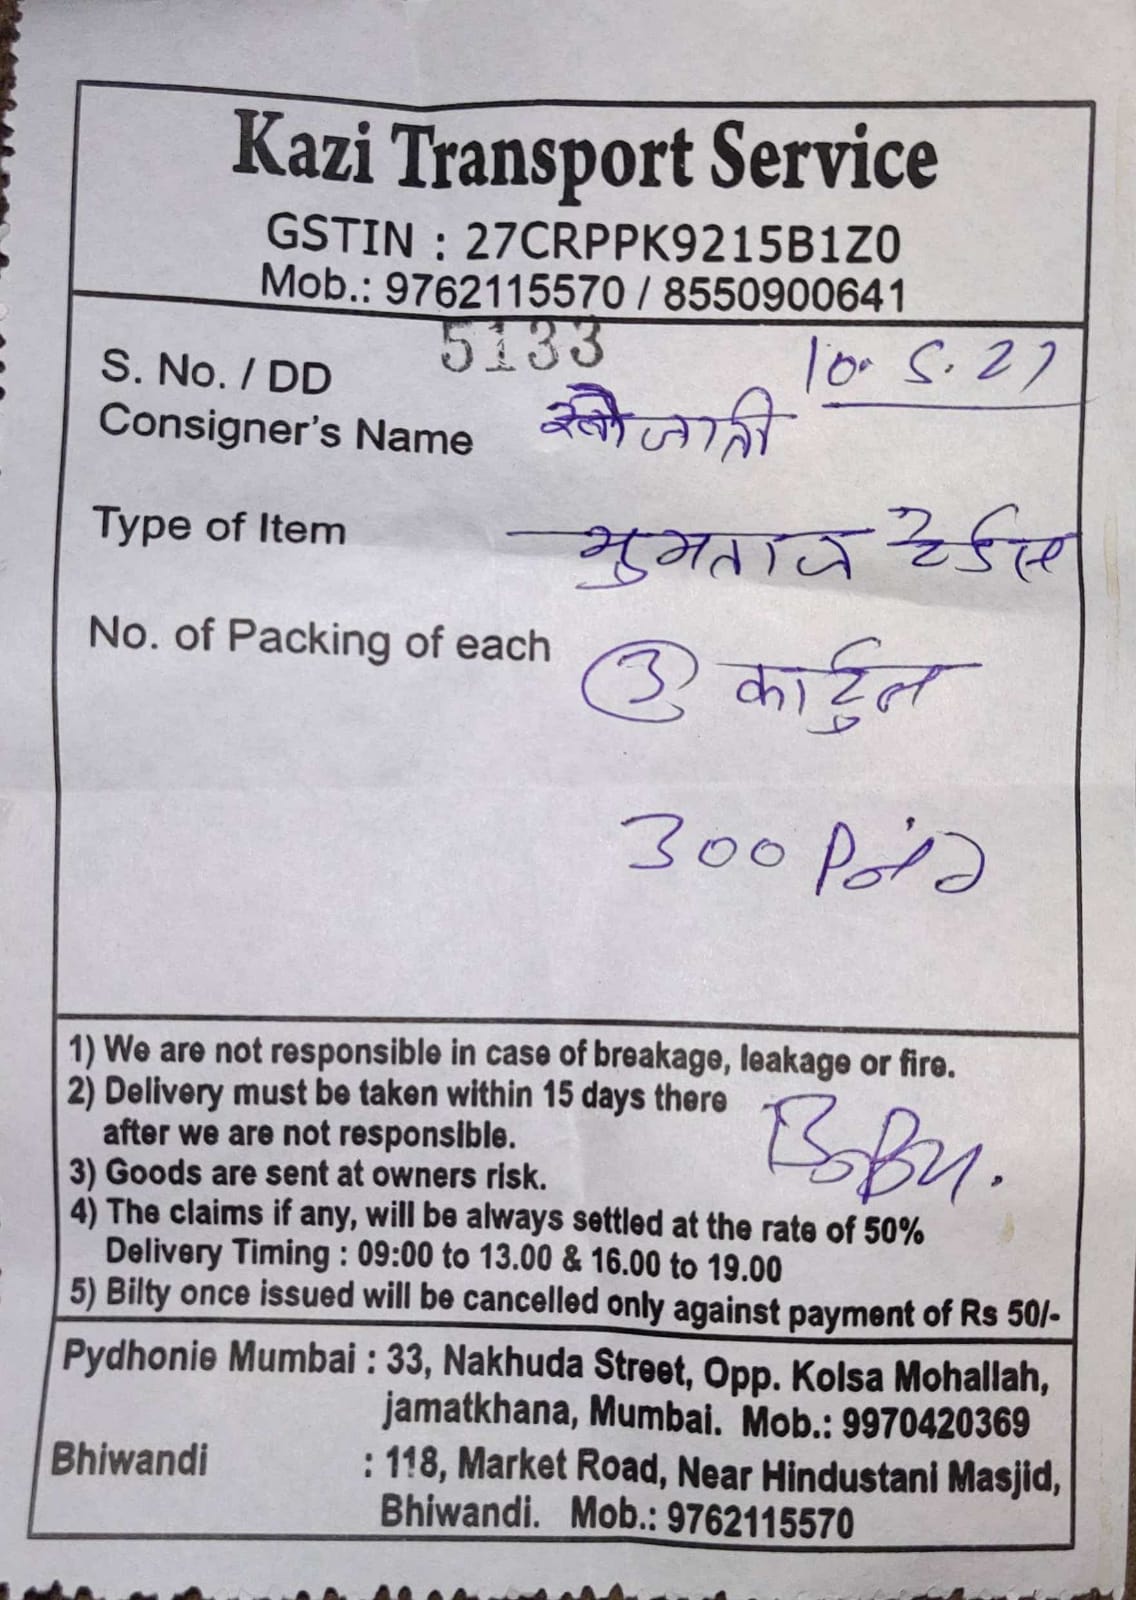 Kazi Transport Service
GSTIN : 27CRPPK9215B1Z0
Mob.: 9762115570 / 8550900641
S. No. / DD 5133 10.5.27
Consigner's Name
Type of Item मुमताज
No. of Packing of each 3 कार्टुन
300 Paid
1) We are not responsible in case of breakage, leakage or fire.
2) Delivery must be taken within 15 days there
after we are not responsible.
3) Goods are sent at owners risk.
4) The claims if any, will be always settled at the rate of 50%
Delivery Timing : 09:00 to 13.00 & 16.00 to 19.00
5) Bilty once issued will be cancelled only against payment of Rs 50/-
Pydhonie Mumbai : 33, Nakhuda Street, Opp. Kolsa Mohallah,
jamatkhana, Mumbai. Mob.: 9970420369
Bhiwandi : 118, Market Road, Near Hindustani Masjid,
Bhiwandi. Mob.: 9762115570